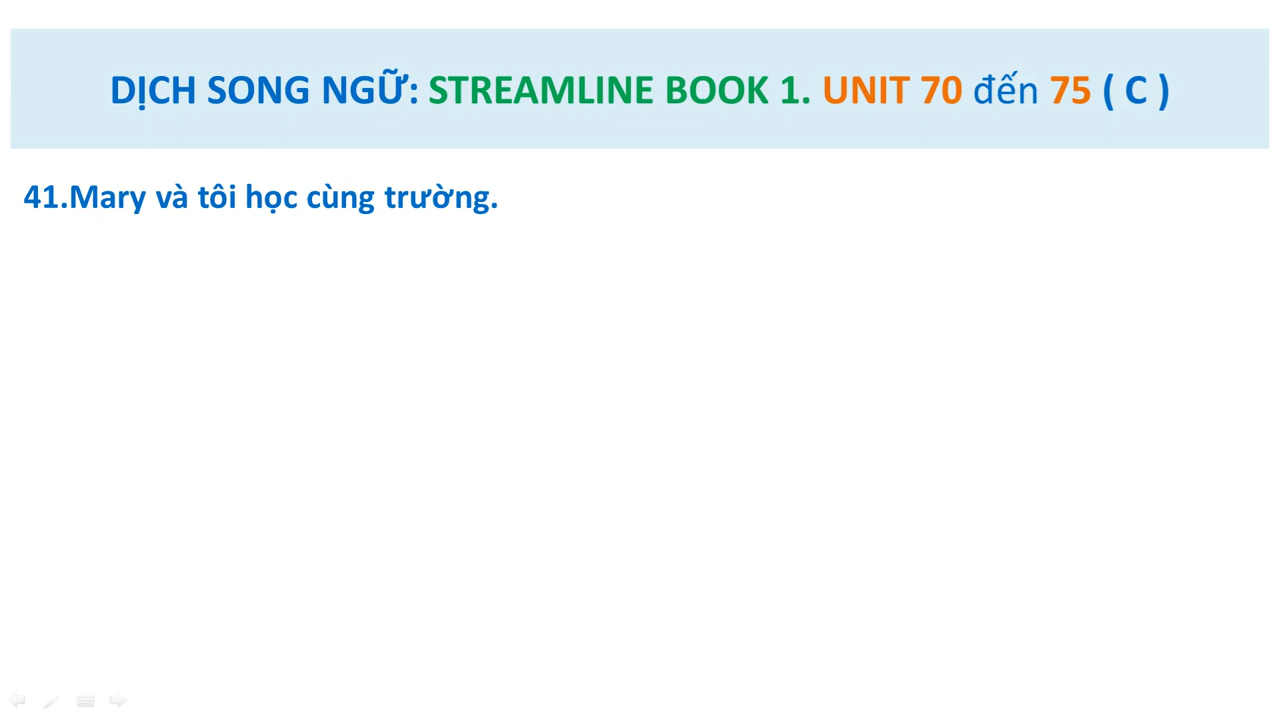 DỊCH SONG NGỮ: STREAMLINE BOOK 1. UNIT 70 đến 75 ( C )
41.Mary và tôi học cùng trường.